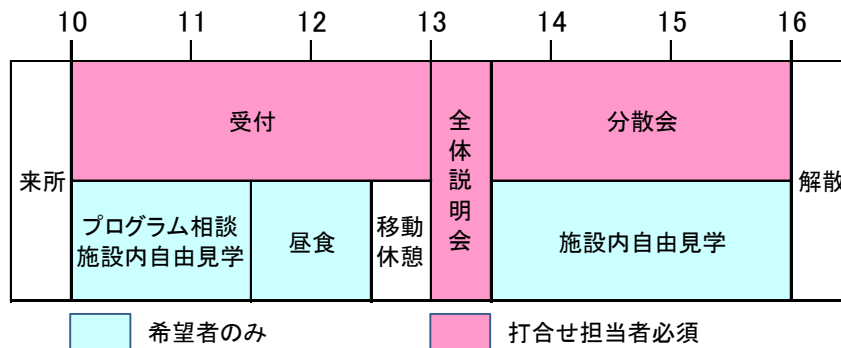 10 11 12 13 14 15 16
来所
受付
全体説明会
分散会
解散
プログラム相談
施設内自由見学
昼食
移動
休憩
施設内自由見学
希望者のみ
打合せ担当者必須